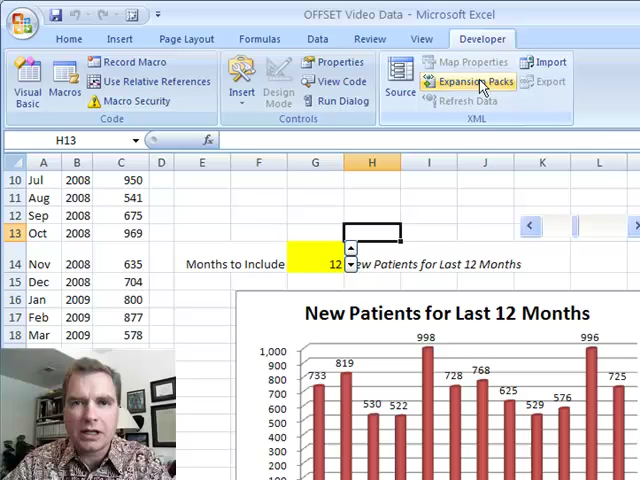 OFFSET Video Data - Microsoft Excel
Home Insert Page Layout Formulas Data Review View Developer
Visual Basic
Macros
Record Macro
Use Relative References
Macro Security
Code
Insert
Design Mode
Properties
View Code
Run Dialog
Controls
Source
Map Properties
Expansion Packs
Refresh Data
Import
Export
XML
H13
fx
A B C D E F G H I J K L
10 Jul 2008 950
11 Aug 2008 541
12 Sep 2008 675
13 Oct 2008 969
14 Nov 2008 635 Months to Include 12 ew Patients for Last 12 Months
15 Dec 2008 704
16 Jan 2009 800
17 Feb 2009 877
18 Mar 2009 578
New Patients for Last 12 Months
1,000
900
800
700
600
500
400
300
200
733 819 530 522 998 728 768 625 529 576 996 725